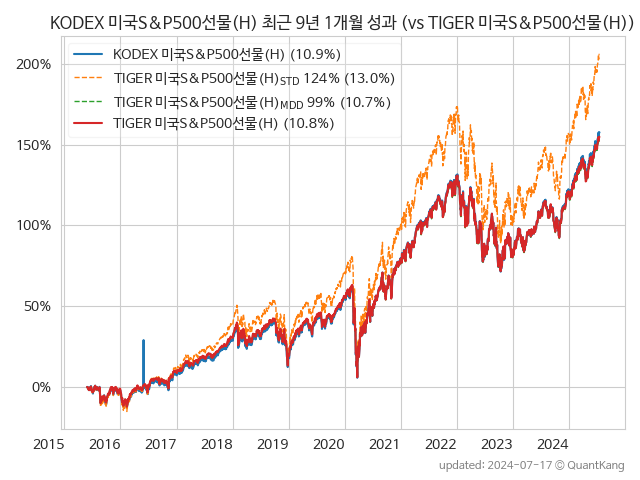 KODEX 미국S&P500선물(H) 최근 9년 1개월 성과 (vs TIGER 미국S&P500선물(H))
KODEX 미국S&P500선물(H) (10.9%)
TIGER 미국S&P500선물(H)STD 124% (13.0%)
TIGER 미국S&P500선물(H)MDD 99% (10.7%)
TIGER 미국S&P500선물(H) (10.8%)
200%
150%
100%
50%
0%
2015 2016 2017 2018 2019 2020 2021 2022 2023 2024
updated: 2024-07-17 © QuantKang